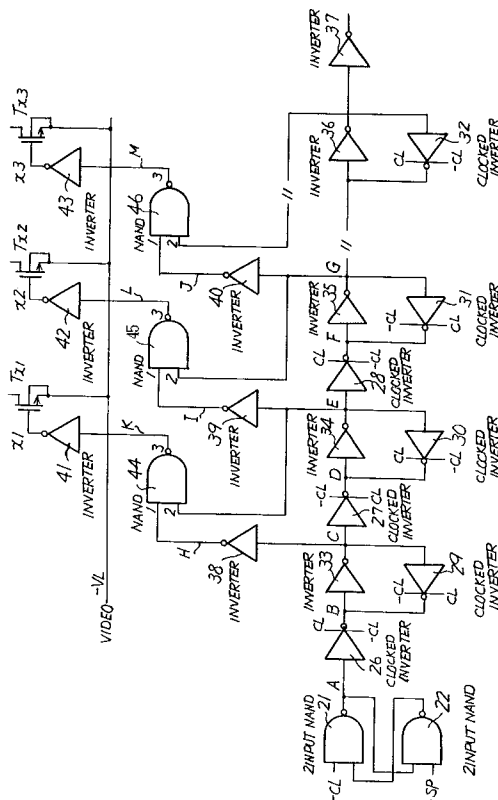 Tx1 Tx2 Tx3
x1 x2 x3
41 INVERTER
42 INVERTER
43 INVERTER
VIDEO -VL
K L M
NAND 44 1 2 3
NAND 45 1 2 3
NAND 46 1 2 3
H I J
38 INVERTER
39 INVERTER
40 INVERTER
2INPUT NAND 21
-CL
SP
22
2INPUT NAND
A B C D E F G
CL -CL
26 CLOCKED INVERTER
INVERTER 33
-CL CL
27 CLOCKED INVERTER
INVERTER 34
CL -CL
28 CLOCKED INVERTER
INVERTER 35
INVERTER 36
INVERTER 37
-CL CL
29 CLOCKED INVERTER
CL -CL
30 CLOCKED INVERTER
-CL CL
31 CLOCKED INVERTER
CL -CL
32 CLOCKED INVERTER